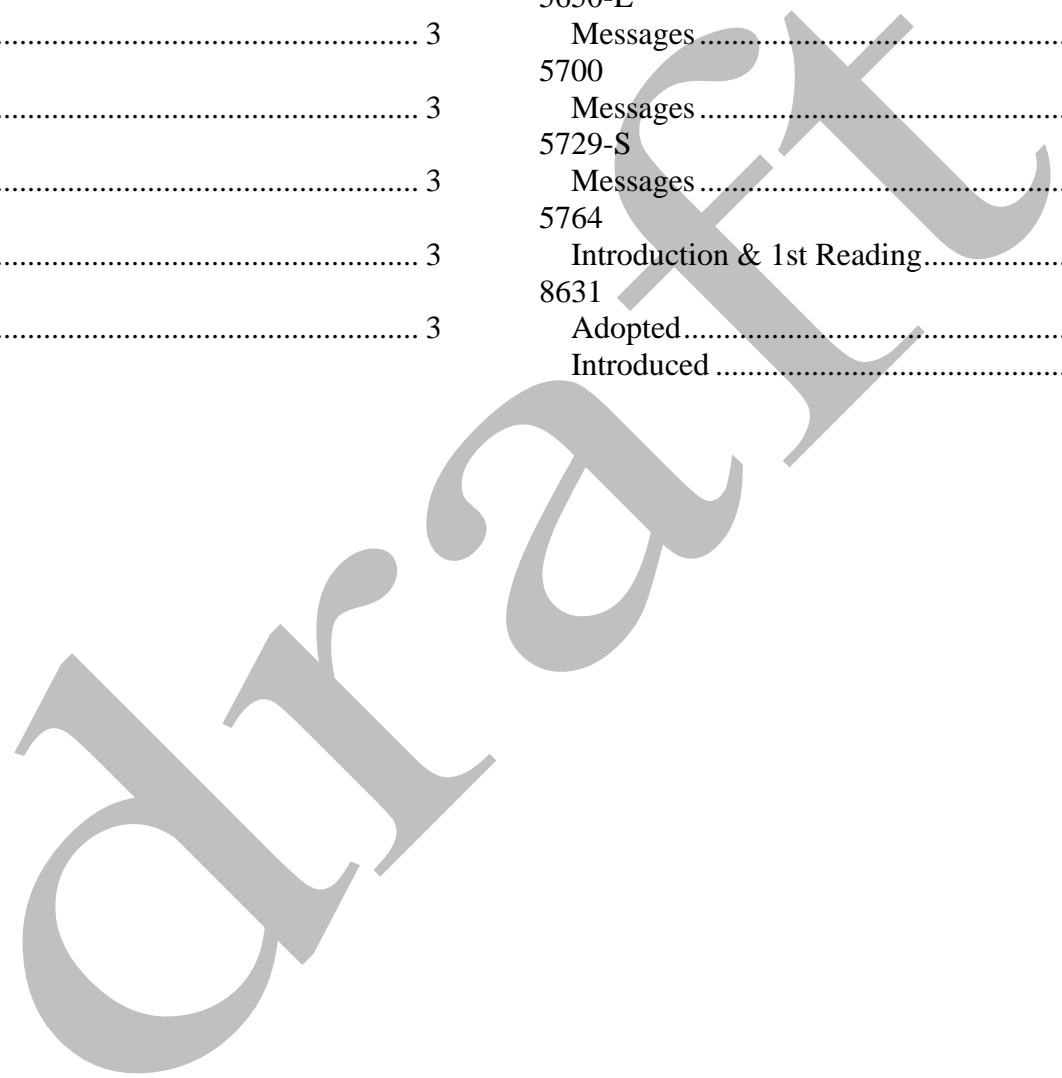 ........ 3
........ 3
........ 3
........ 3
........ 3
Messages ........
5700
Messages ........
5729-S
Messages ........
5764
Introduction & 1st Reading ........
8631
Adopted ........
Introduced ........
draft